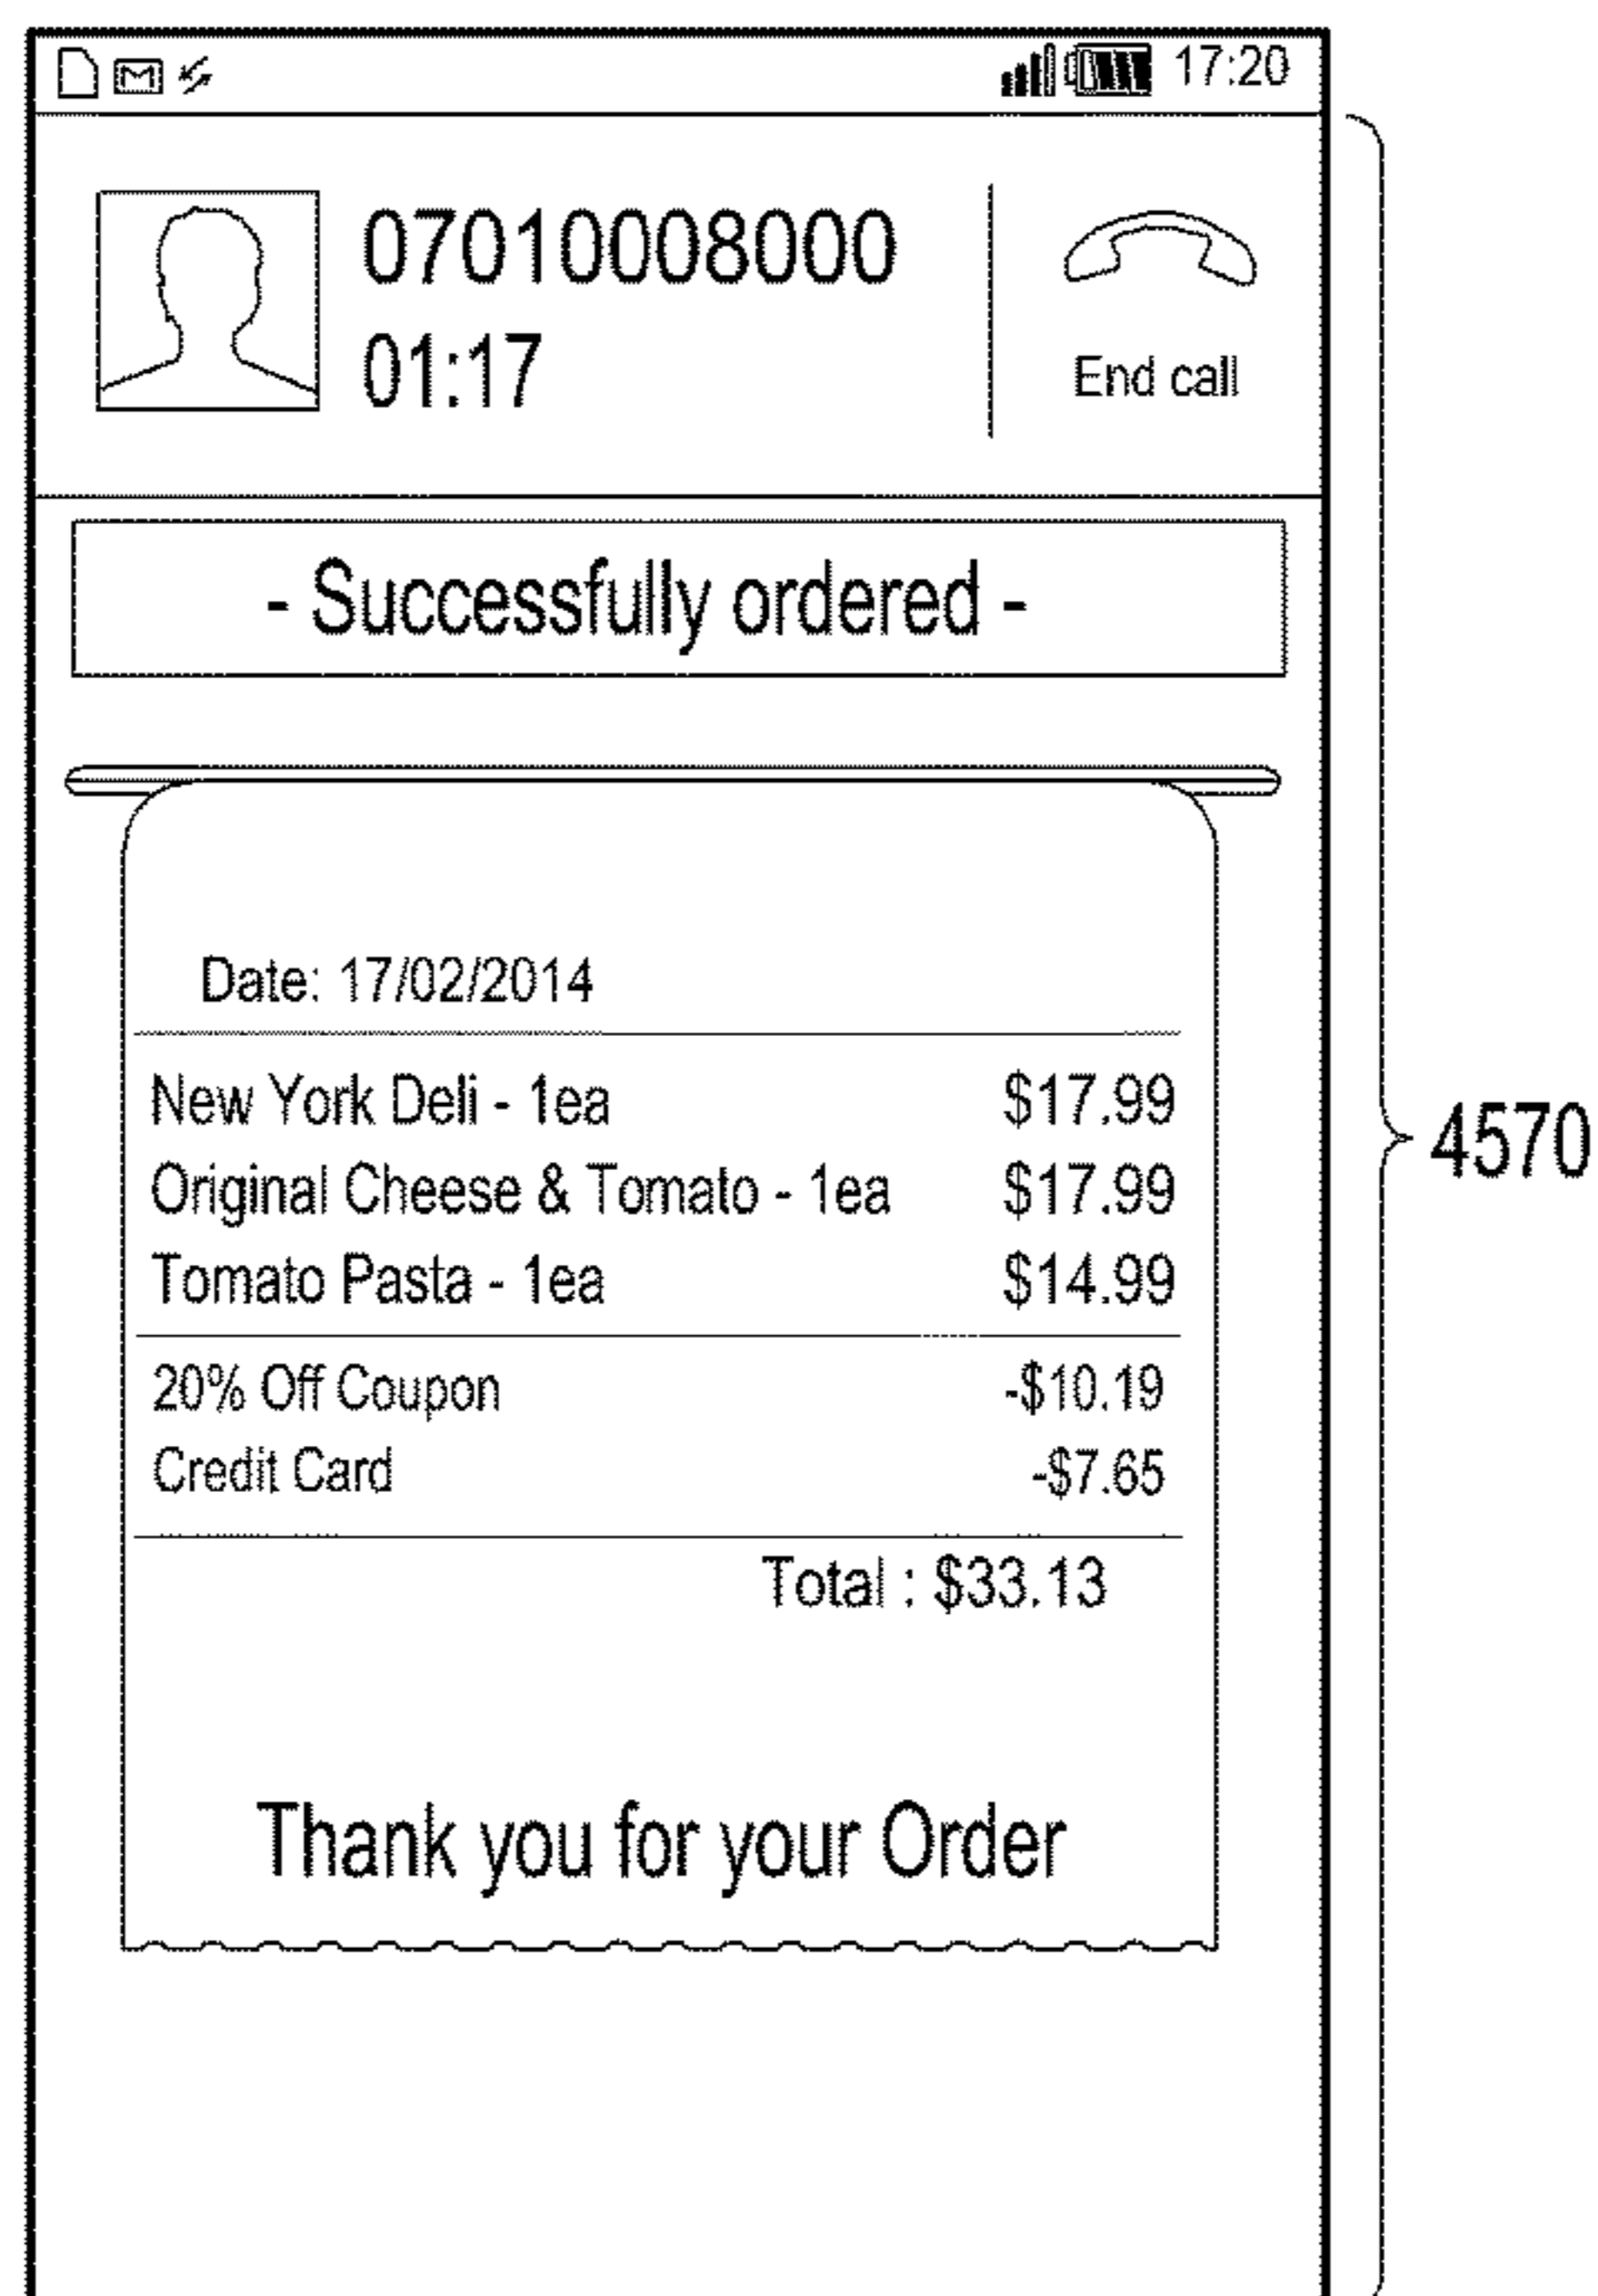 17:20
07010008000
01:17
End call
- Successfully ordered -
Date: 17/02/2014
New York Deli - 1ea $17.99
Original Cheese & Tomato - 1ea $17.99
4570
Tomato Pasta - 1ea $14.99
20% Off Coupon -$10.19
Credit Card -$7.65
Total : $33.13
Thank you for your Order